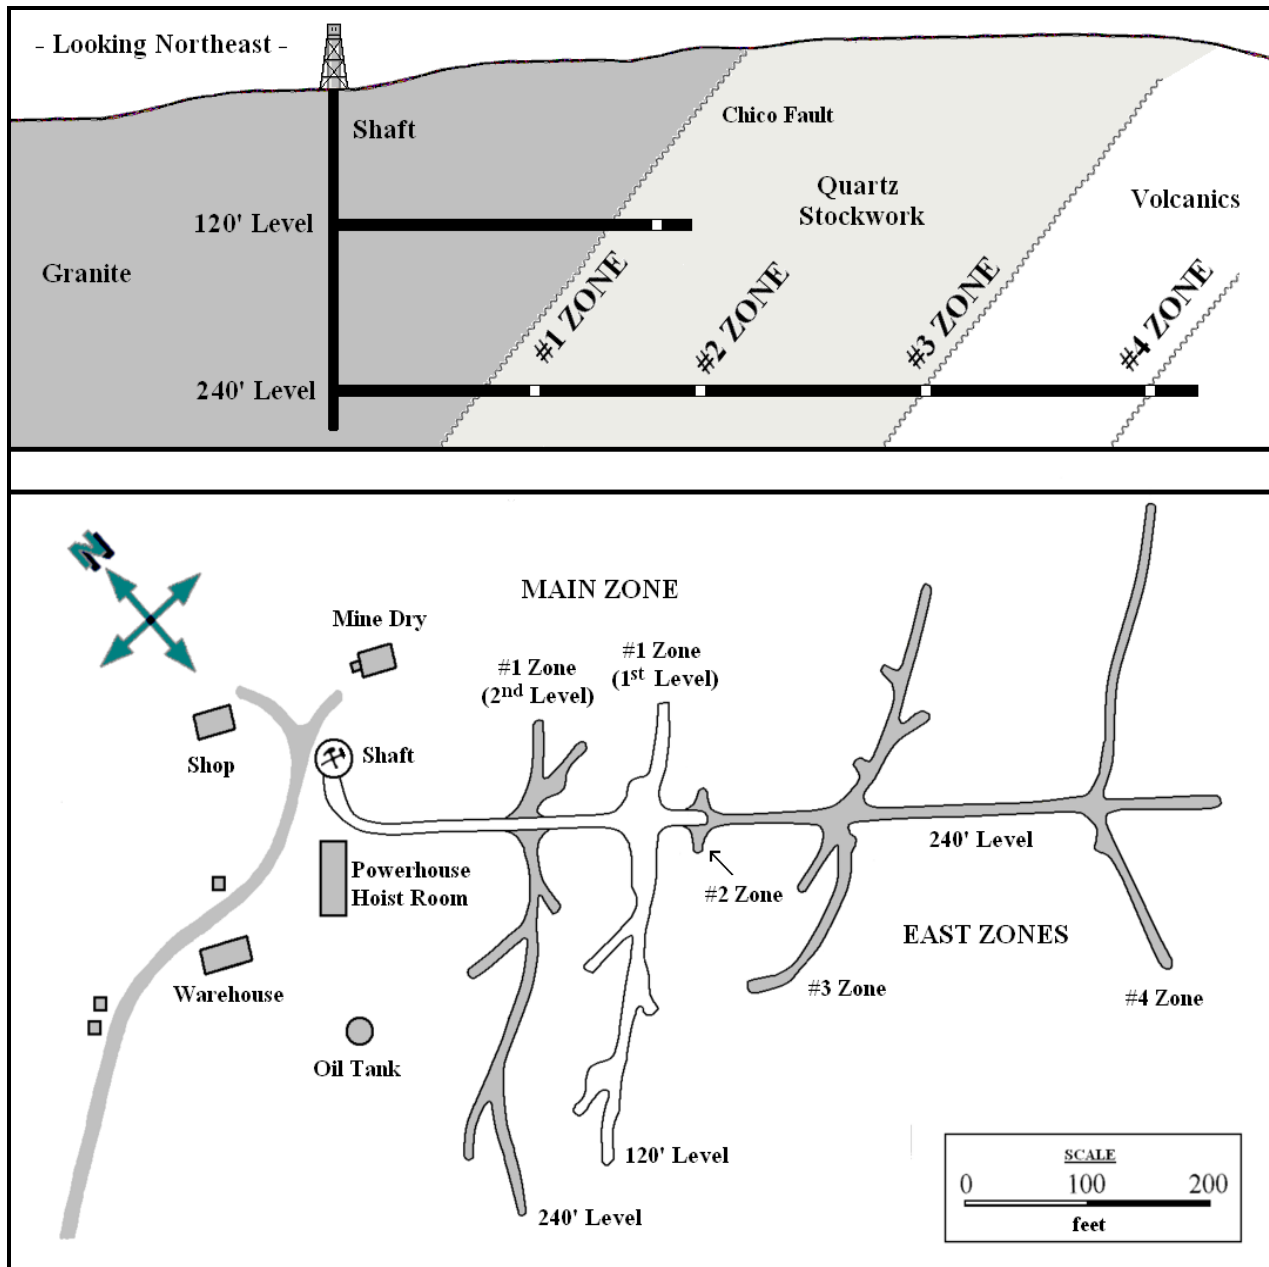 - Looking Northeast -
Shaft
Chico Fault
Quartz
Stockwork
Volcanics
120' Level
Granite
#1 ZONE
#2 ZONE
#3 ZONE
#4 ZONE
240' Level
N
MAIN ZONE
Mine Dry
#1 Zone
(2nd Level)
#1 Zone
(1st Level)
Shop
Shaft
240' Level
Powerhouse
Hoist Room
#2 Zone
EAST ZONES
Warehouse
#3 Zone
#4 Zone
Oil Tank
120' Level
240' Level
SCALE
0 100 200
feet